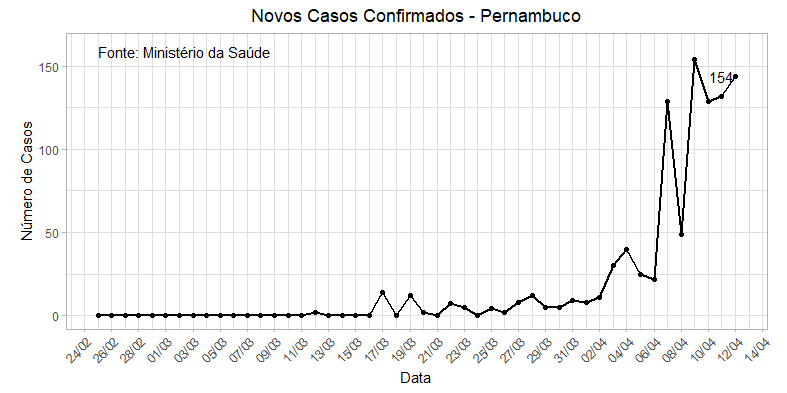 Novos Casos Confirmados - Pernambuco
Fonte: Ministério da Saúde
154
150
100
50
0
Número de Casos
24/02 26/02 28/02 01/03 03/03 05/03 07/03 09/03 11/03 13/03 15/03 17/03 19/03 21/03 23/03 25/03 27/03 29/03 31/03 02/04 04/04 06/04 08/04 10/04 12/04 14/04
Data